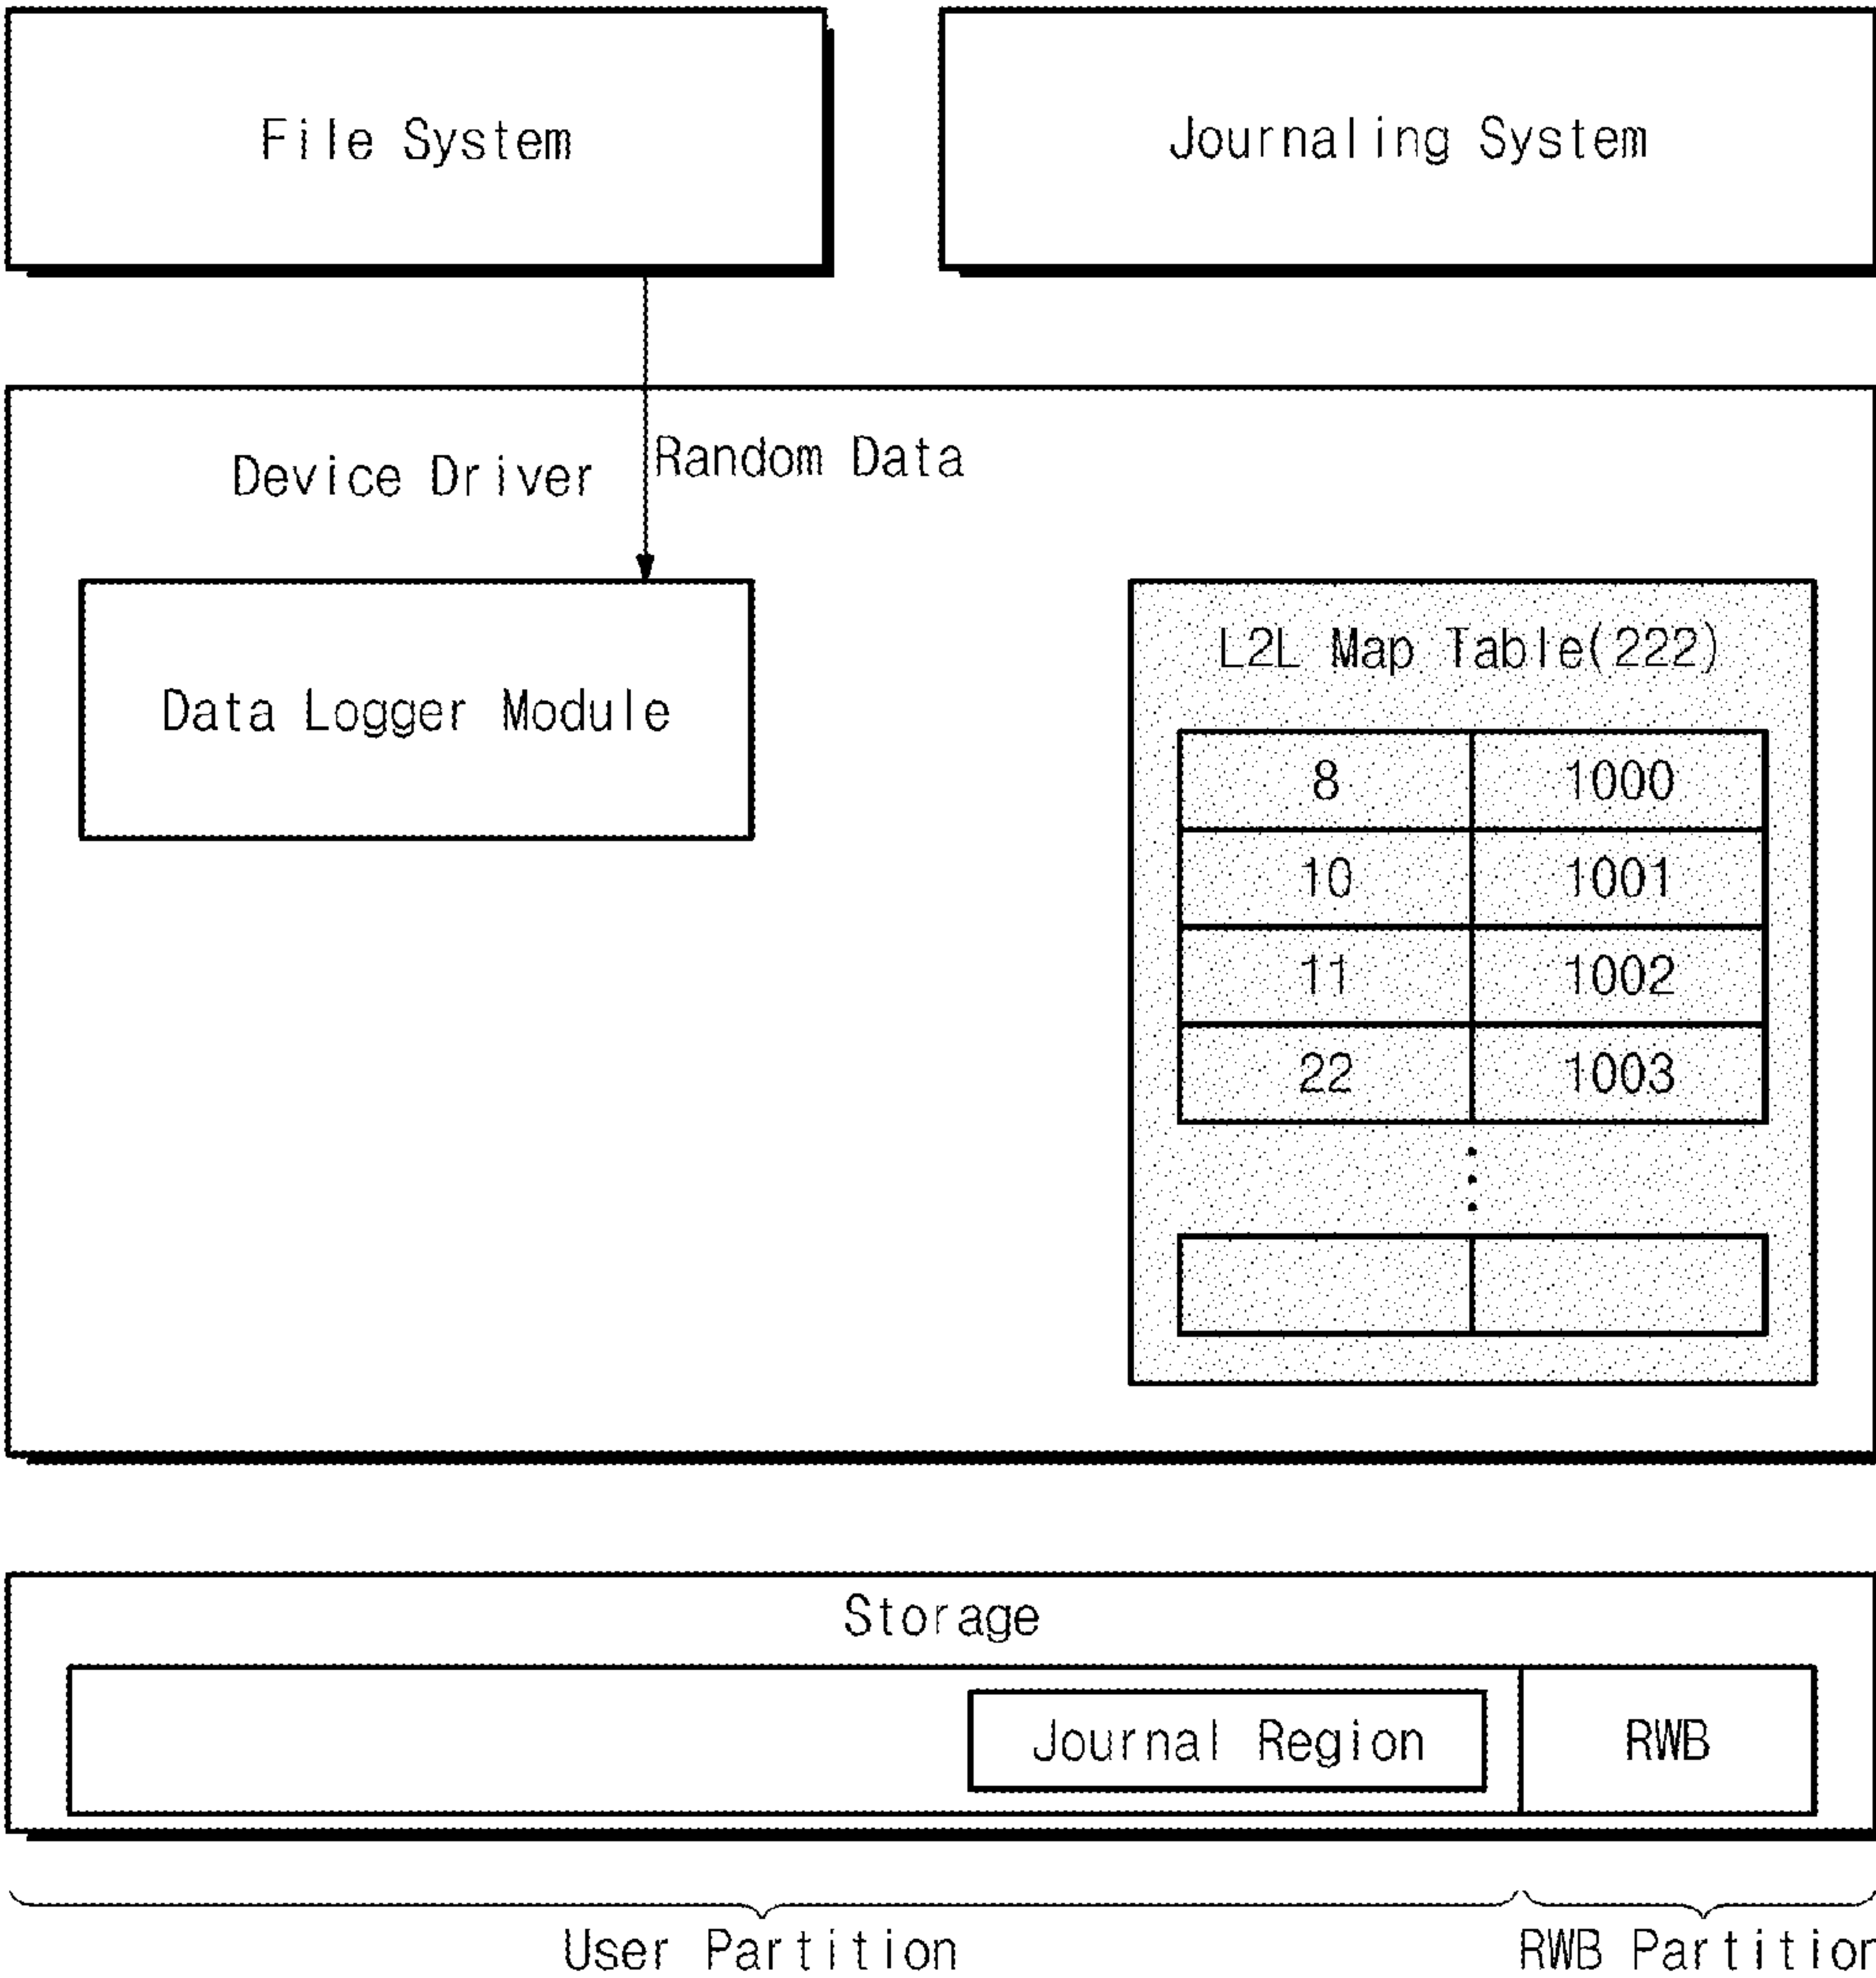 File System
Journaling System
Device Driver
Random Data
Data Logger Module
L2L Map Table(222)
8 1000
10 1001
11 1002
22 1003
Storage
Journal Region
RWB
User Partition
RWB Partition